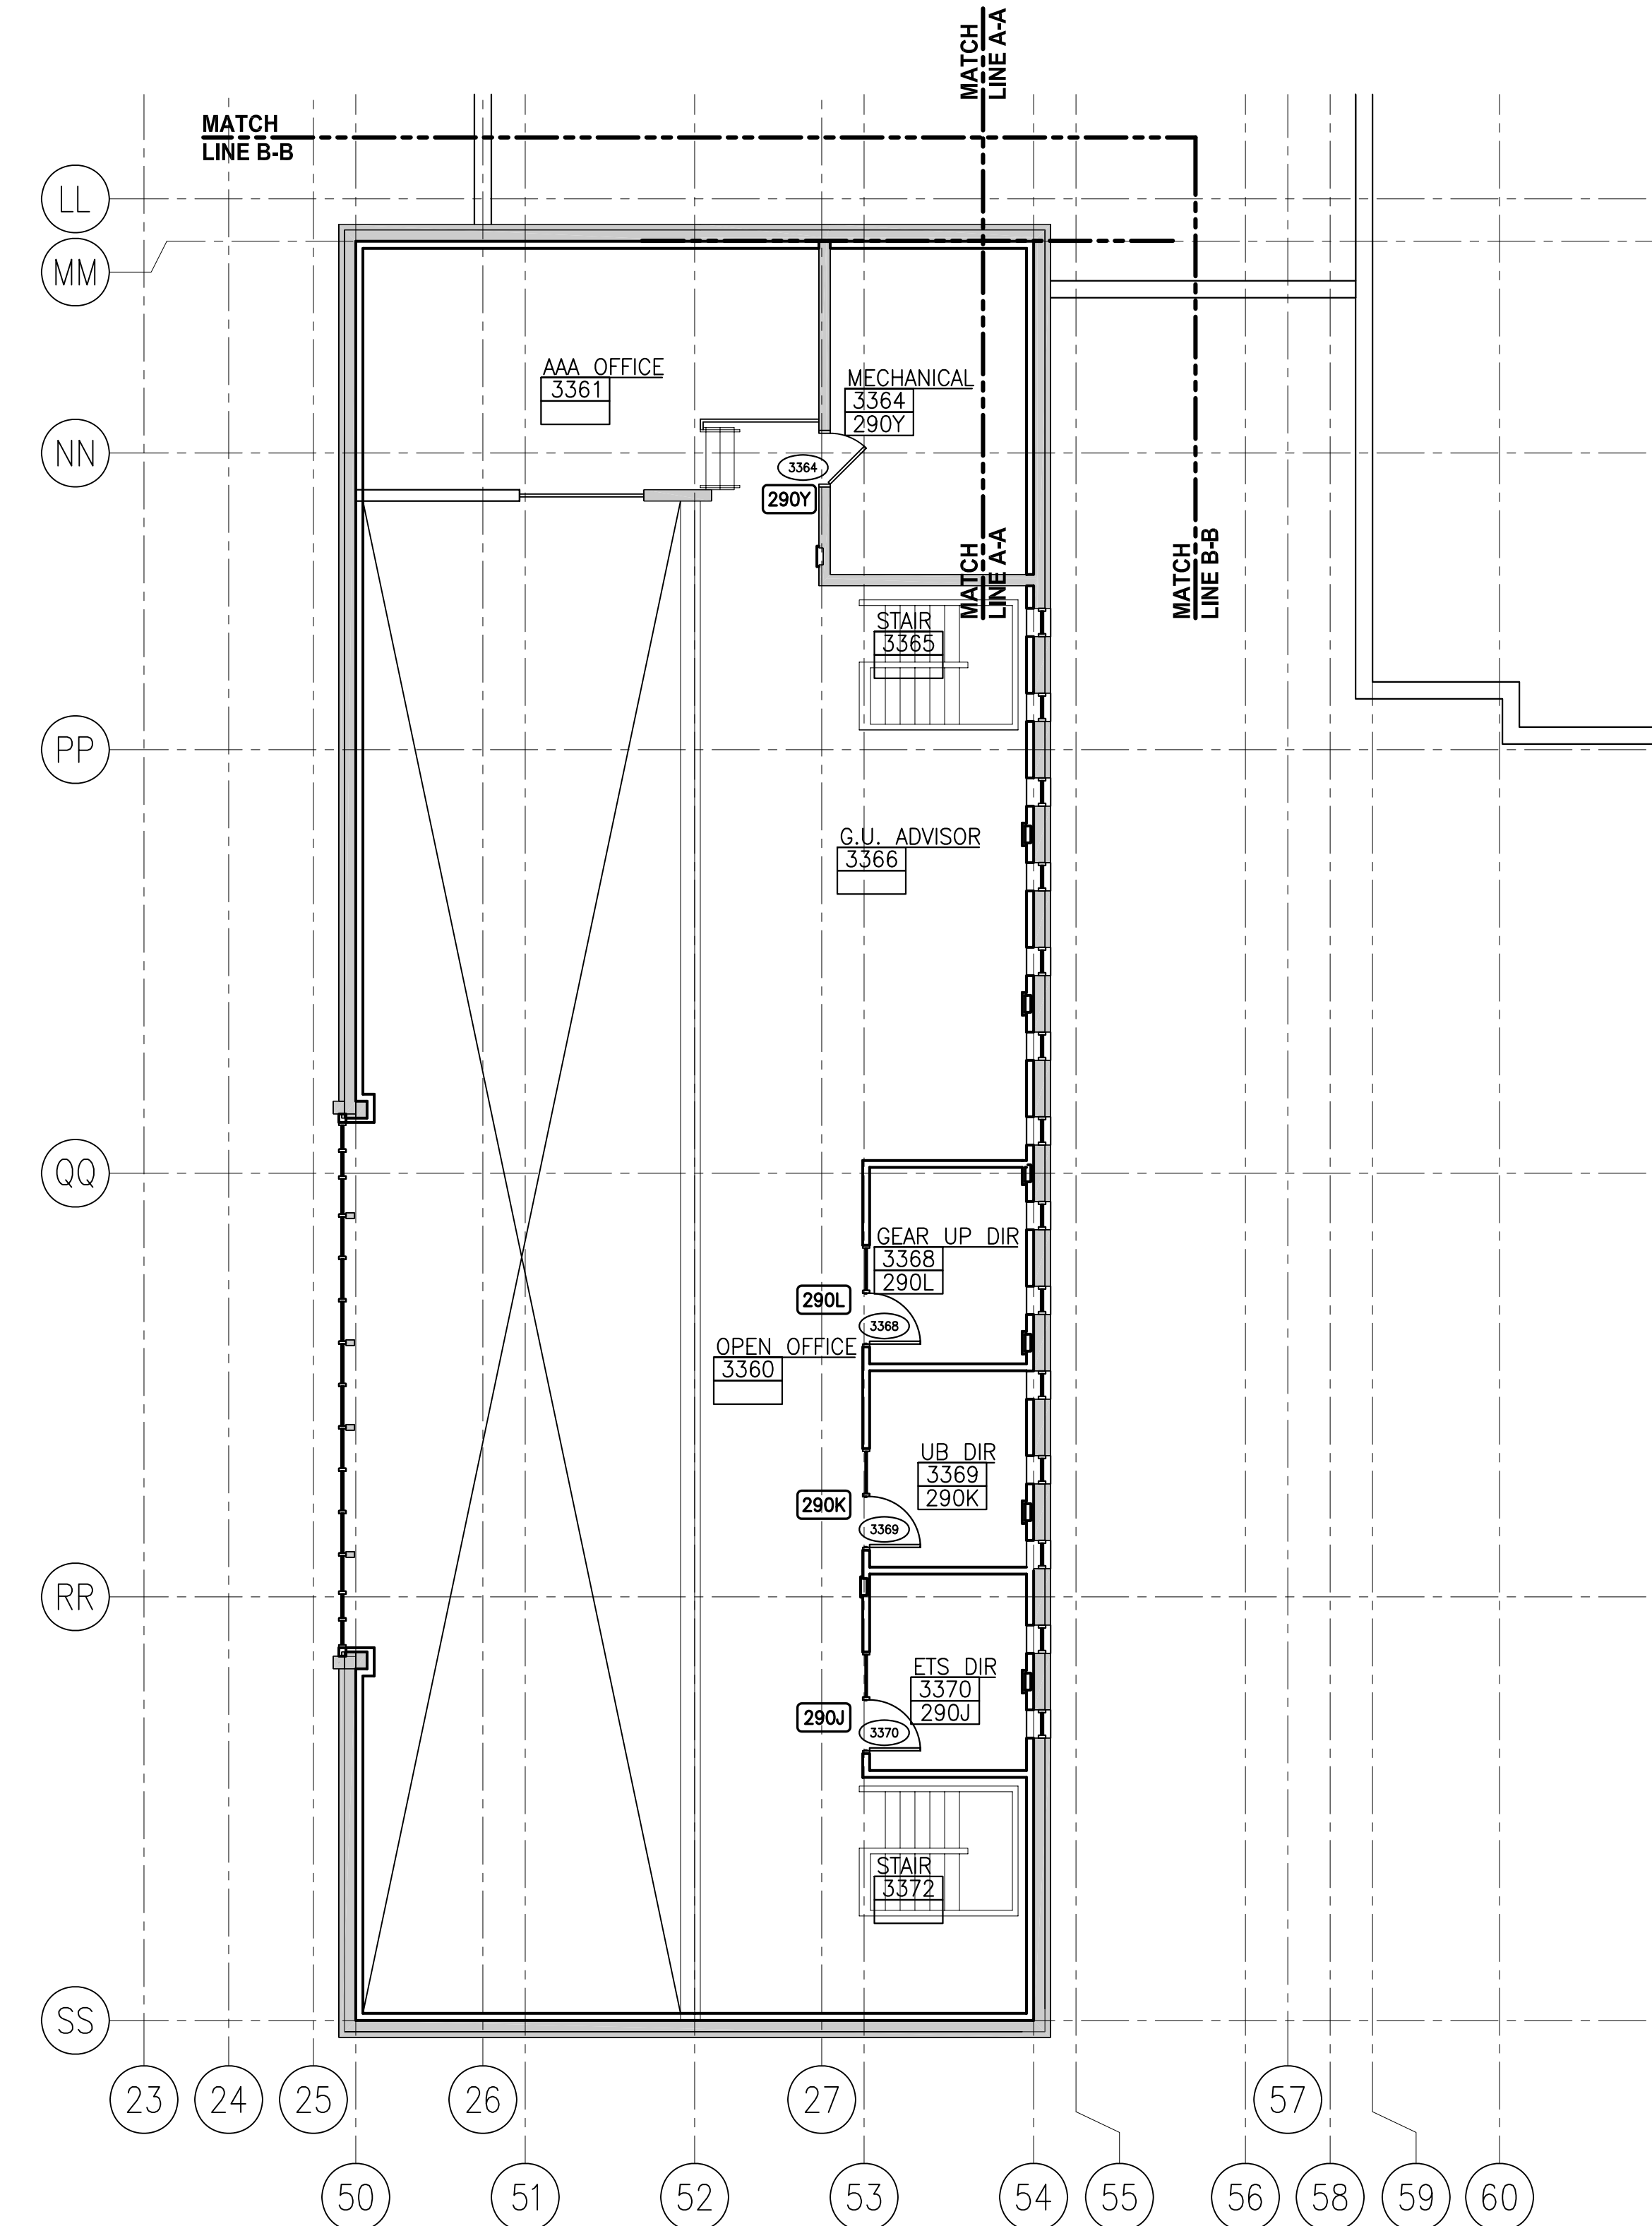 MATCH
LINE A-A
MATCH
LINE B-B
LL
MM
AAA OFFICE
3361
MECHANICAL
3364
290Y
NN
3364
290Y
MATCH
LINE A-A
MATCH
LINE B-B
STAIR
3365
PP
G.U. ADVISOR
3366
QQ
GEAR UP DIR
3368
290L
290L
3368
OPEN OFFICE
3360
UB DIR
3369
290K
290K
3369
RR
ETS DIR
3370
290J
290J
3370
STAIR
3372
SS
23 24 25 26 27 57
50 51 52 53 54 55 56 58 59 60